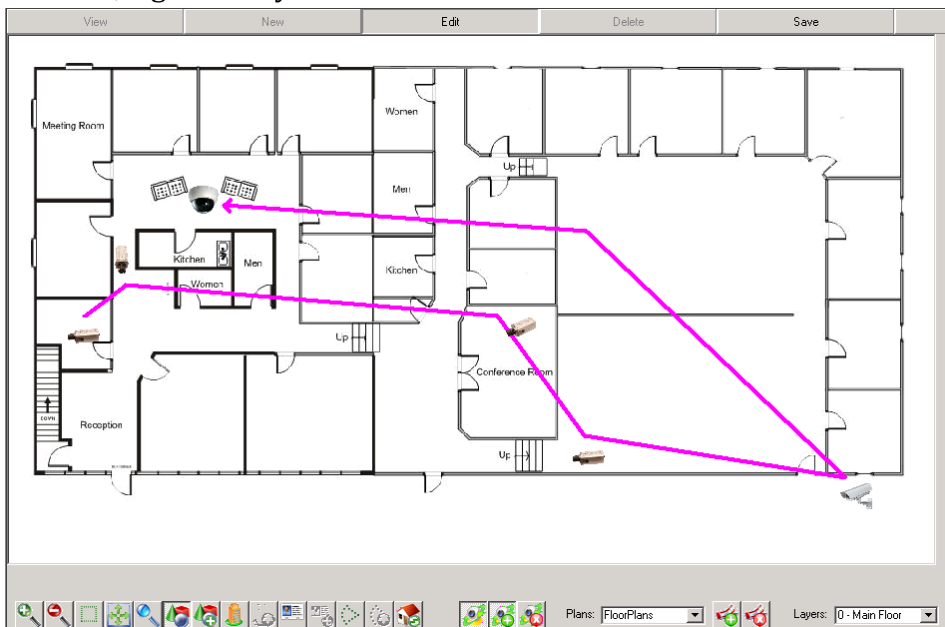 View New Edit Delete Save
Meeting Room
Women
Up
Men
Kitchen
Men
Women
Kitchen
Up
Conference Room
DOWN
Reception
Up
Plans: FloorPlans Layers: 0 - Main Floor